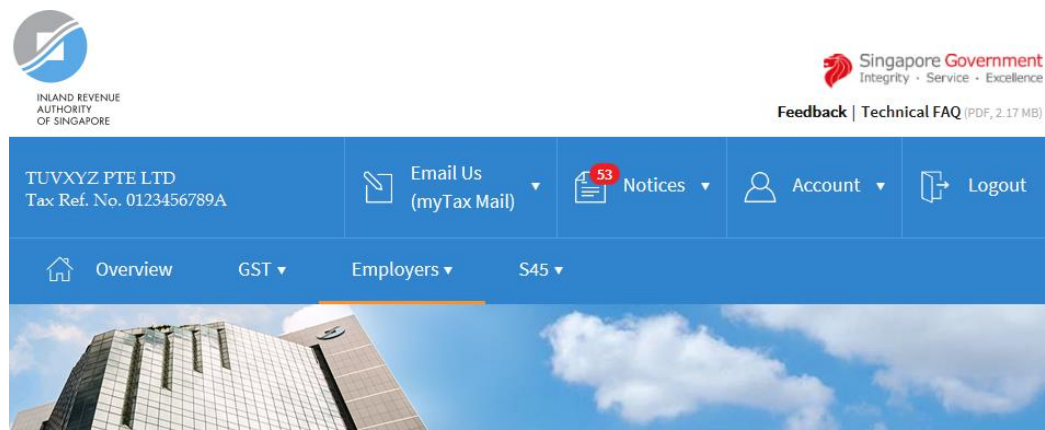 INLAND REVENUE
AUTHORITY
OF SINGAPORE
Singapore Government
Integrity · Service · Excellence
Feedback | Technical FAQ (PDF, 2.17 MB)
TUVXYZ PTE LTD
Tax Ref. No. 0123456789A
Email Us
(myTax Mail)
53
Notices
Account
Logout
Overview
GST
Employers
S45